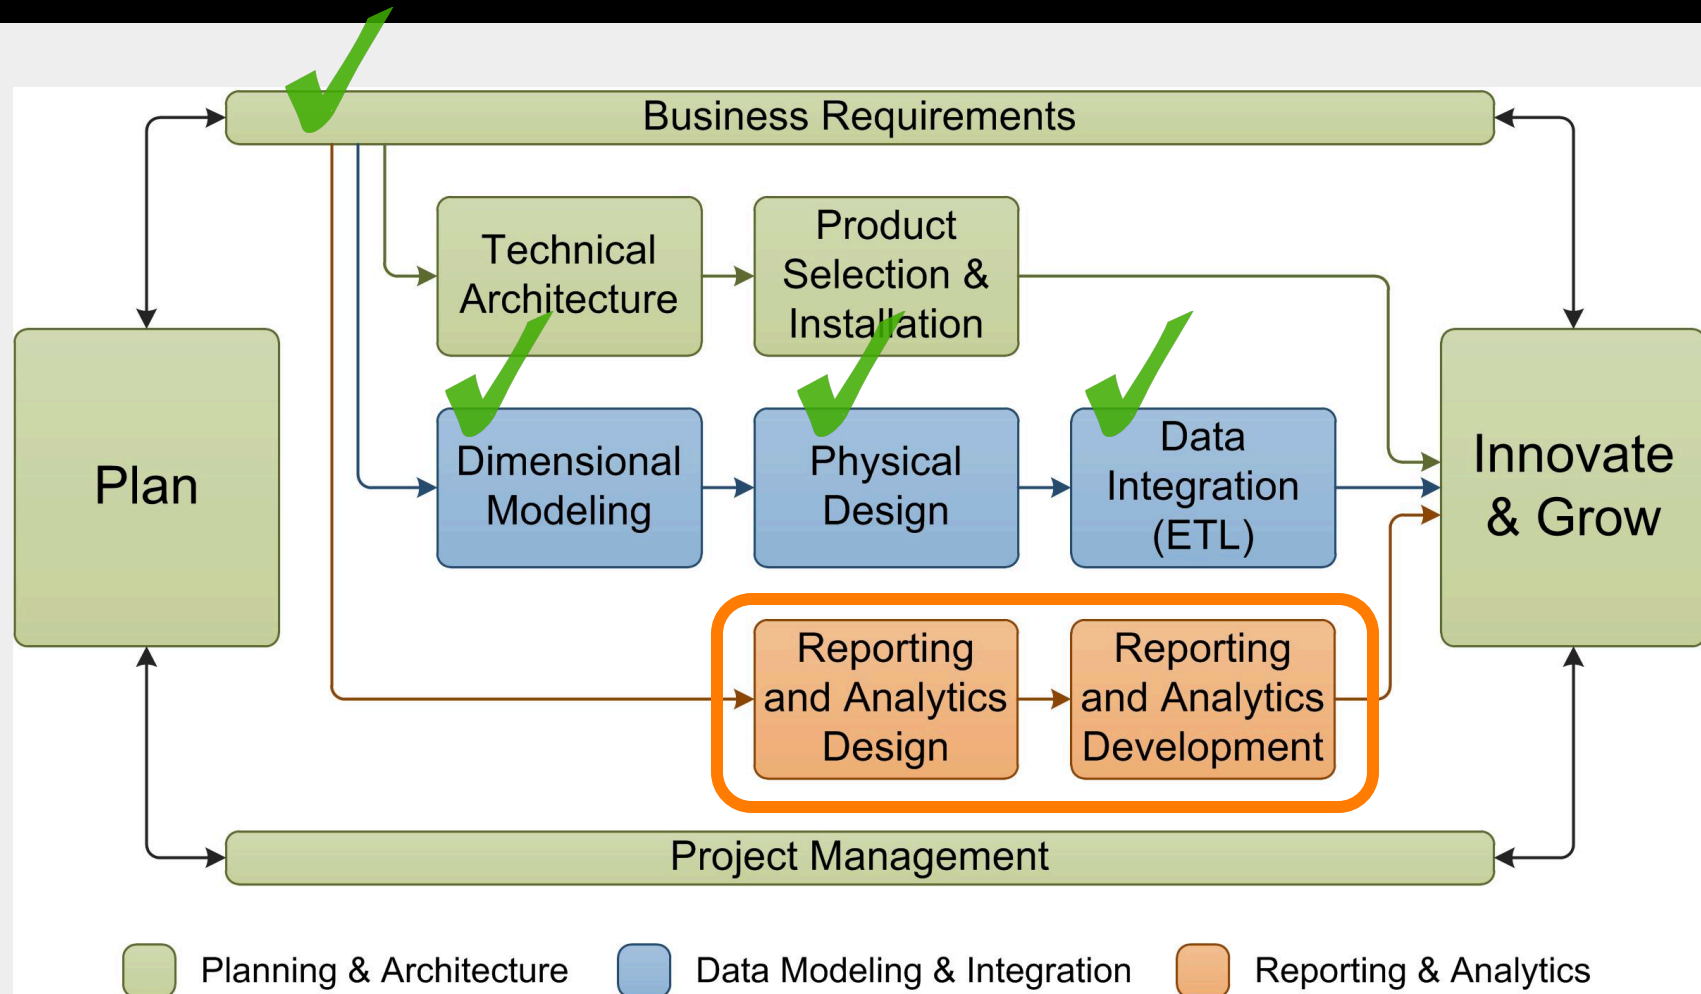 Business Requirements
Technical
Architecture
Product
Selection &
Installation
Plan
Dimensional
Modeling
Physical
Design
Data
Integration
(ETL)
Innovate
& Grow
Reporting
and Analytics
Design
Reporting
and Analytics
Development
Project Management
Planning & Architecture
Data Modeling & Integration
Reporting & Analytics